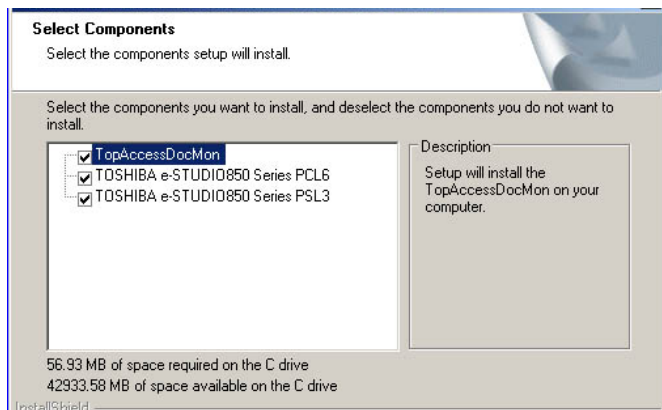 Select Components
Select the components setup will install.
Select the components you want to install, and deselect the components you do not want to
install.
TopAccessDocMon
TOSHIBA e-STUDIO850 Series PCL6
TOSHIBA e-STUDIO850 Series PSL3
Description
Setup will install the
TopAccessDocMon on your
computer.
56.93 MB of space required on the C drive
42933.58 MB of space available on the C drive
InstallShield